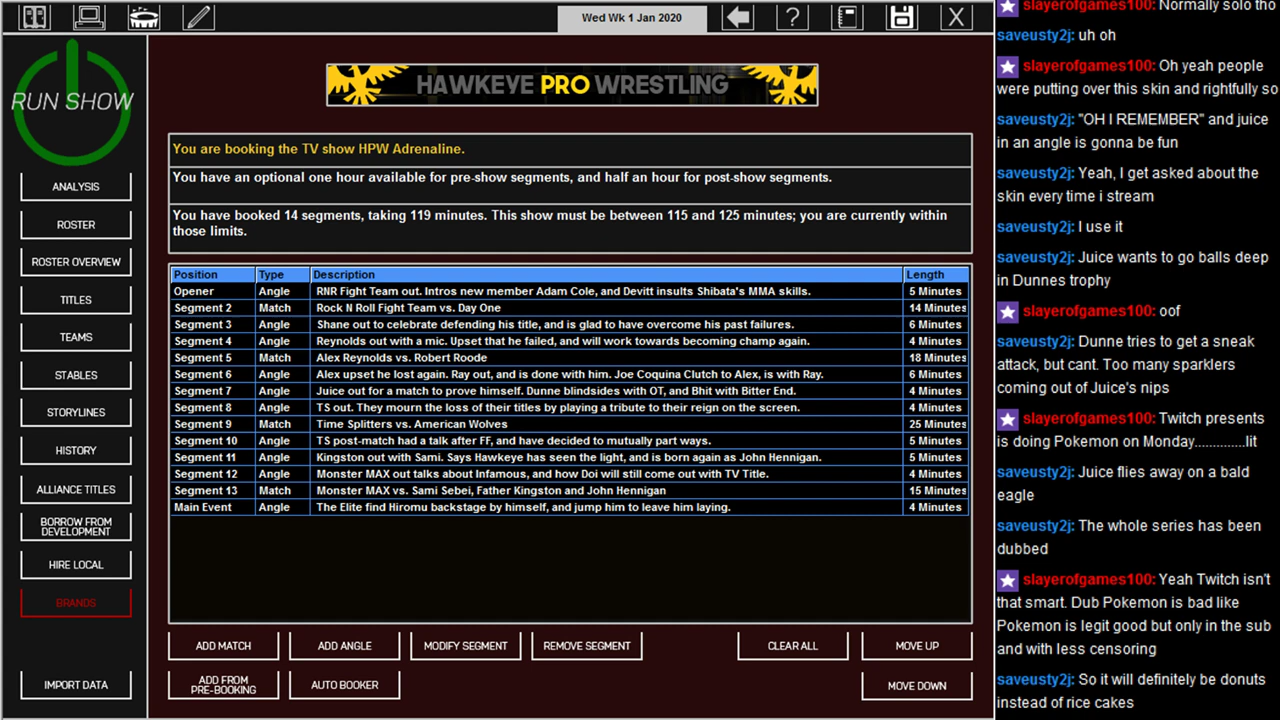 Wed Wk 1 Jan 2020
RUN SHOW
HAWKEYE PRO WRESTLING
You are booking the TV show HPW Adrenaline.
You have an optional one hour available for pre-show segments, and half an hour for post-show segments.
You have booked 14 segments, taking 119 minutes. This show must be between 115 and 125 minutes; you are currently within
those limits.
ANALYSIS
ROSTER
ROSTER OVERVIEW
TITLES
TEAMS
STABLES
STORYLINES
HISTORY
ALLIANCE TITLES
BORROW FROM
DEVELOPMENT
HIRE LOCAL
BRANDS
IMPORT DATA
Position Type Description Length
Opener Angle RNR Fight Team out. Intros new member Adam Cole, and Devitt insults Shibata's MMA skills. 5 Minutes
Segment 2 Match Rock N Roll Fight Team vs. Day One 14 Minutes
Segment 3 Angle Shane out to celebrate defending his title, and is glad to have overcome his past failures. 6 Minutes
Segment 4 Angle Reynolds out with a mic. Upset that he failed, and will work towards becoming champ again. 4 Minutes
Segment 5 Match Alex Reynolds vs. Robert Roode 18 Minutes
Segment 6 Angle Alex upset he lost again. Ray out, and is done with him. Joe Coquina Clutch to Alex, is with Ray. 6 Minutes
Segment 7 Angle Juice out for a match to prove himself. Dunne blindsides with OT, and Bhit with Bitter End. 4 Minutes
Segment 8 Angle TS out. They mourn the loss of their titles by playing a tribute to their reign on the screen. 4 Minutes
Segment 9 Match Time Splitters vs. American Wolves 25 Minutes
Segment 10 Angle TS post-match had a talk after FF, and have decided to mutually part ways. 5 Minutes
Segment 11 Angle Kingston out with Sami. Says Hawkeye has seen the light, and is born again as John Hennigan. 5 Minutes
Segment 12 Angle Monster MAX out talks about Infamous, and how Doi will still come out with TV Title. 4 Minutes
Segment 13 Match Monster MAX vs. Sami Sebei, Father Kingston and John Hennigan 15 Minutes
Main Event Angle The Elite find Hiromu backstage by himself, and jump him to leave him laying. 4 Minutes
ADD MATCH
ADD ANGLE
MODIFY SEGMENT
REMOVE SEGMENT
CLEAR ALL
MOVE UP
ADD FROM
PRE-BOOKING
AUTO BOOKER
MOVE DOWN
slayerofgames100: Normally solo tho
saveusty2j: uh oh
slayerofgames100: Oh yeah people
were putting over this skin and rightfully so
saveusty2j: "OH I REMEMBER" and juice
in an angle is gonna be fun
saveusty2j: Yeah, I get asked about the
skin every time i stream
saveusty2j: I use it
saveusty2j: Juice wants to go balls deep
in Dunnes trophy
slayerofgames100: oof
saveusty2j: Dunne tries to get a sneak
attack, but cant. Too many sparklers
coming out of Juice's nips
slayerofgames100: Twitch presents
is doing Pokemon on Monday.............lit
saveusty2j: Juice flies away on a bald
eagle
saveusty2j: The whole series has been
dubbed
slayerofgames100: Yeah Twitch isn't
that smart. Dub Pokemon is bad like
Pokemon is legit good but only in the sub
and with less censoring
saveusty2j: So it will definitely be donuts
instead of rice cakes